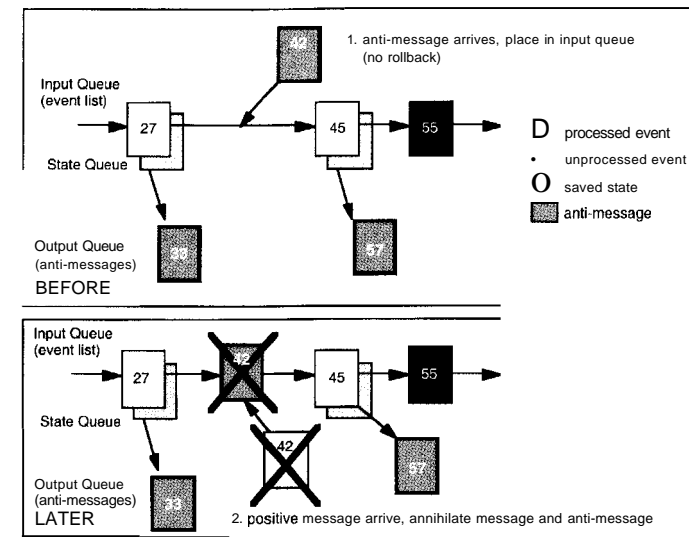 42
1. anti-message arrives, place in input queue
(no rollback)
Input Queue
(event list)
27
45
55
State Queue
D processed event
• unprocessed event
O saved state
anti-message
Output Queue
(anti-messages)
33
57
BEFORE
Input Queue
(event list)
27
42
45
55
State Queue
42
Output Queue
(anti-messages)
33
57
LATER
2. positive message arrive, annihilate message and anti-message